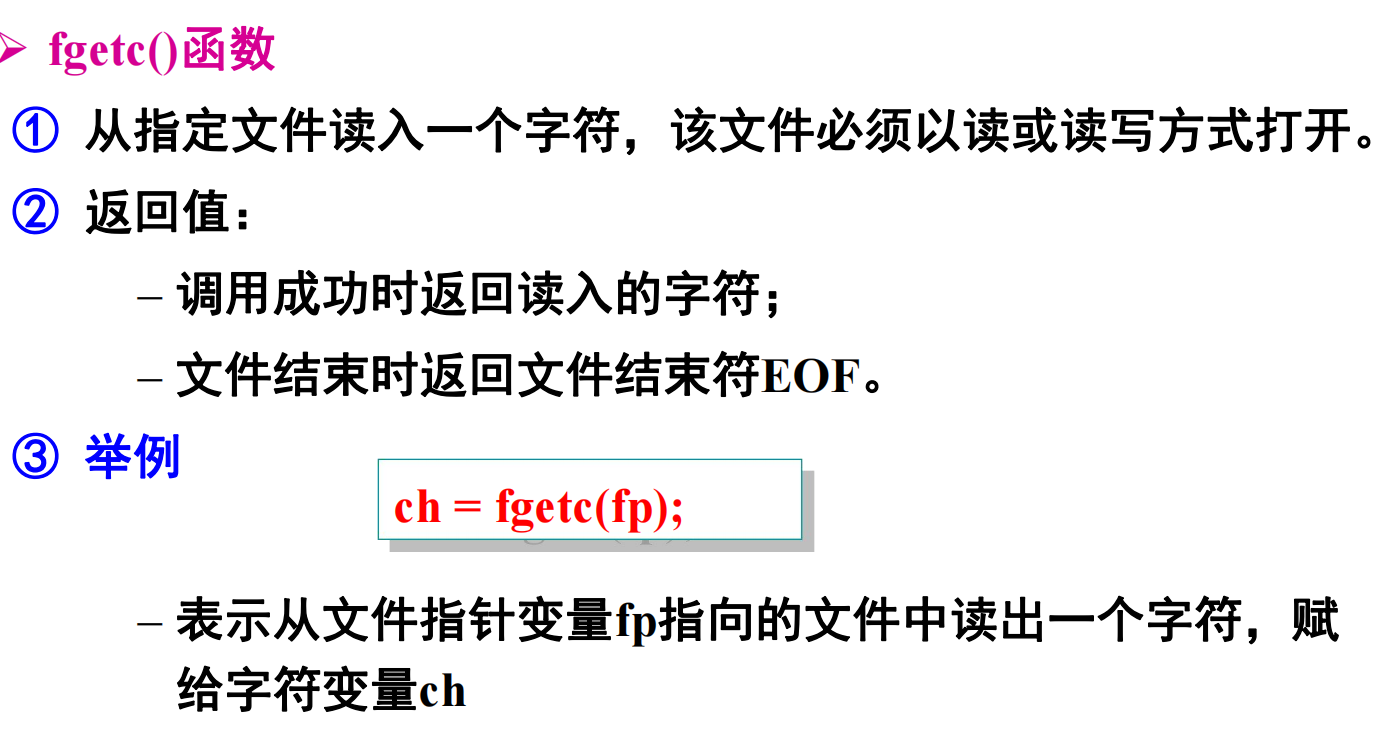 ➢ fgetc()函数
① 从指定文件读入一个字符，该文件必须以读或读写方式打开。
② 返回值：
– 调用成功时返回读入的字符；
– 文件结束时返回文件结束符EOF。
③ 举例
ch = fgetc(fp);
– 表示从文件指针变量fp指向的文件中读出一个字符，赋
给字符变量ch